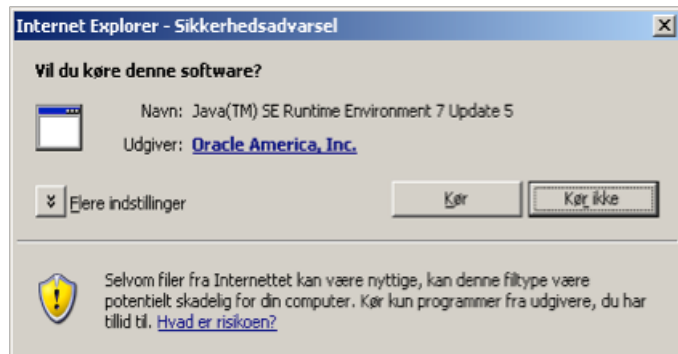 Internet Explorer - Sikkerhedsadvarsel
Vil du køre denne software?
Navn: Java(TM) SE Runtime Environment 7 Update 5
Udgiver: Oracle America, Inc.
Flere indstillinger
Kør
Kør ikke
Selvom filer fra Internettet kan være nyttige, kan denne filtype være
potentielt skadelig for din computer. Kør kun programmer fra udgivere, du har
tillid til. Hvad er risikoen?